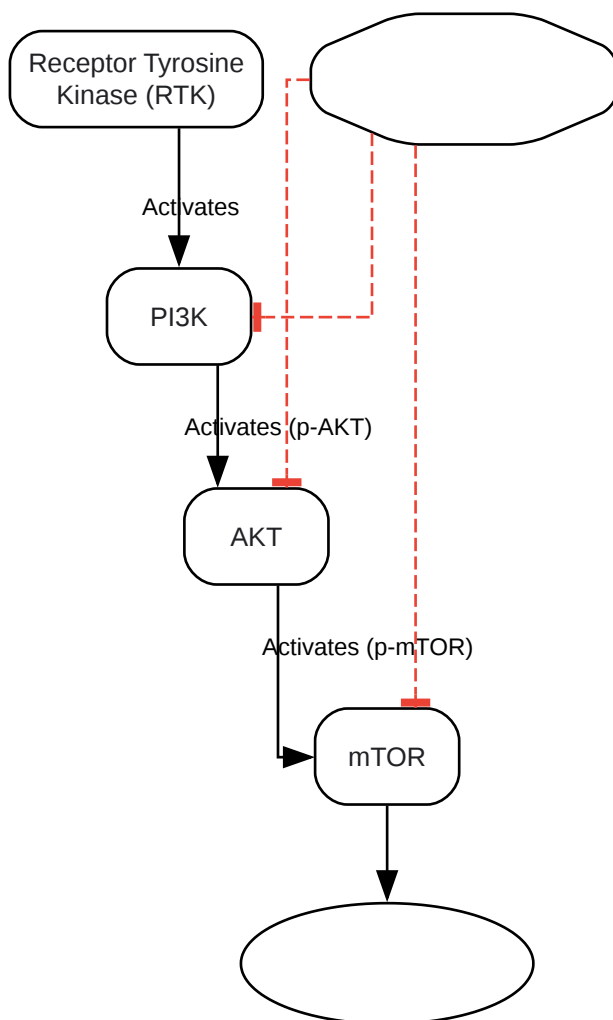 Receptor Tyrosine
Kinase (RTK)
Activates
PI3K
Activates (p-AKT)
AKT
Activates (p-mTOR)
mTOR